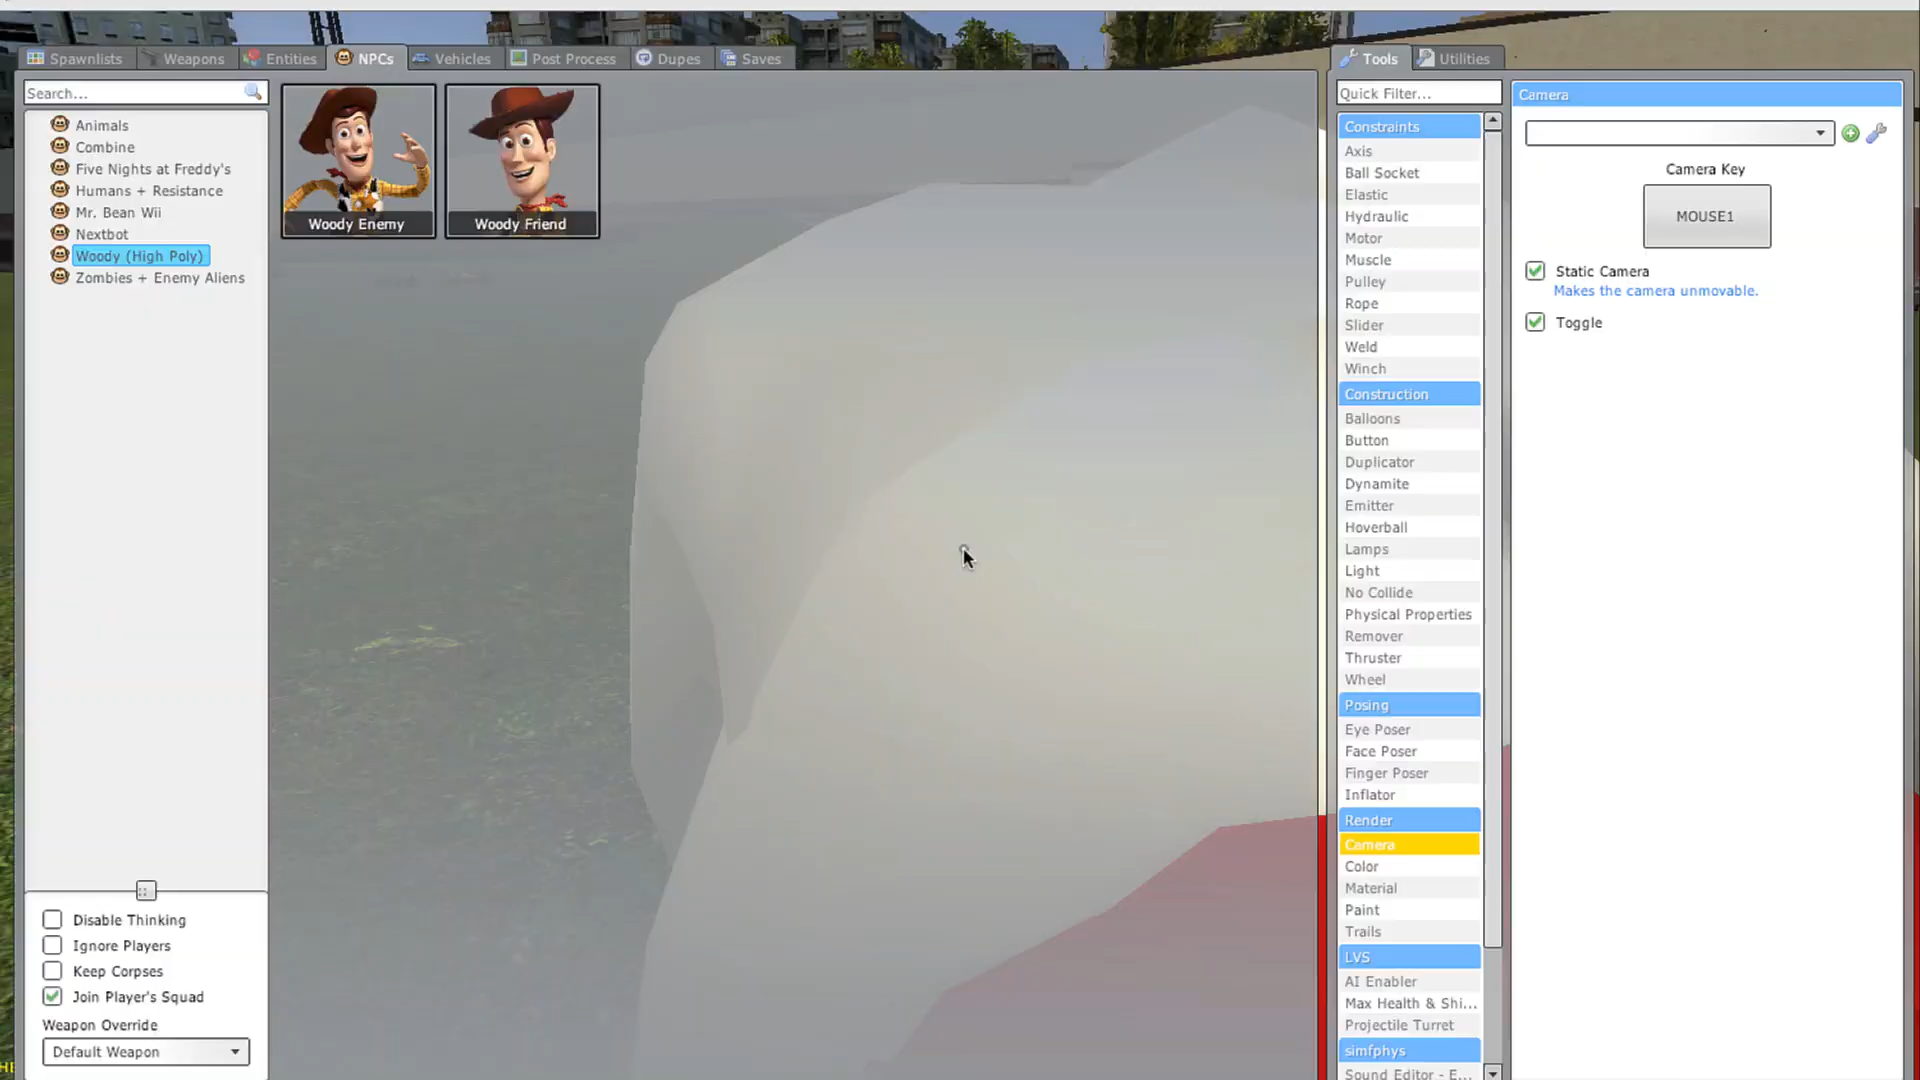 Spawnlists
Weapons
Entities
NPCs
Vehicles
Post Process
Dupes
Saves
Search...
Animals
Combine
Five Nights at Freddy's
Humans + Resistance
Mr. Bean Wii
Nextbot
Woody (High Poly)
Zombies + Enemy Aliens
Woody Enemy
Woody Friend
Disable Thinking
Ignore Players
Keep Corpses
Join Player's Squad
Weapon Override
Default Weapon
Tools
Utilities
Quick Filter...
Constraints
Axis
Ball Socket
Elastic
Hydraulic
Motor
Muscle
Pulley
Rope
Slider
Weld
Winch
Construction
Balloons
Button
Duplicator
Dynamite
Emitter
Hoverball
Lamps
Light
No Collide
Physical Properties
Remover
Thruster
Wheel
Posing
Eye Poser
Face Poser
Finger Poser
Inflator
Render
Camera
Color
Material
Paint
Trails
LVS
AI Enabler
Max Health & Shi...
Projectile Turret
simfphys
Sound Editor - E...
Camera
Camera Key
MOUSE1
Static Camera
Makes the camera unmovable.
Toggle